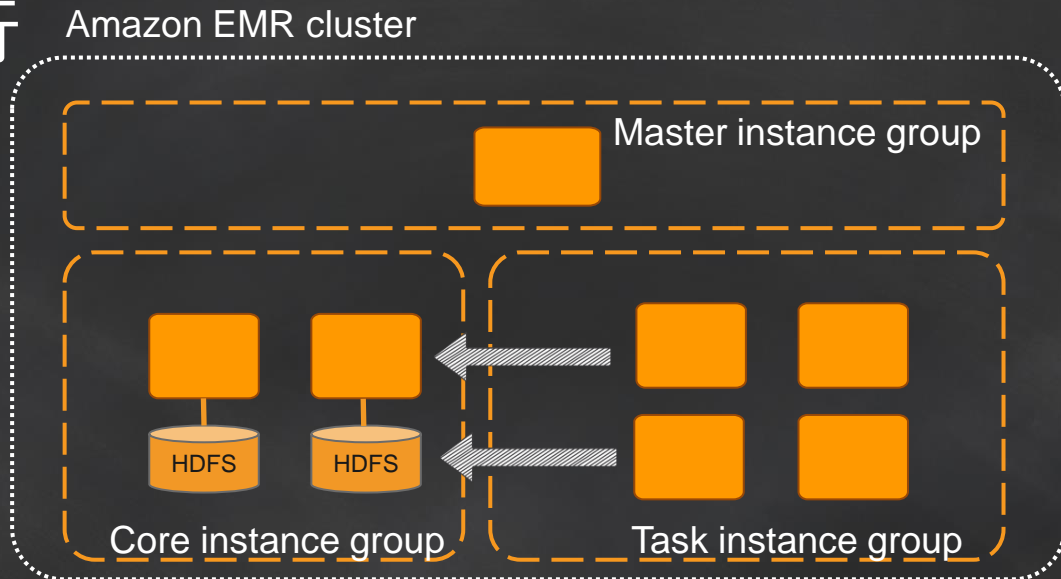 Amazon EMR cluster
Master instance group
HDFS
HDFS
Core instance group
Task instance group